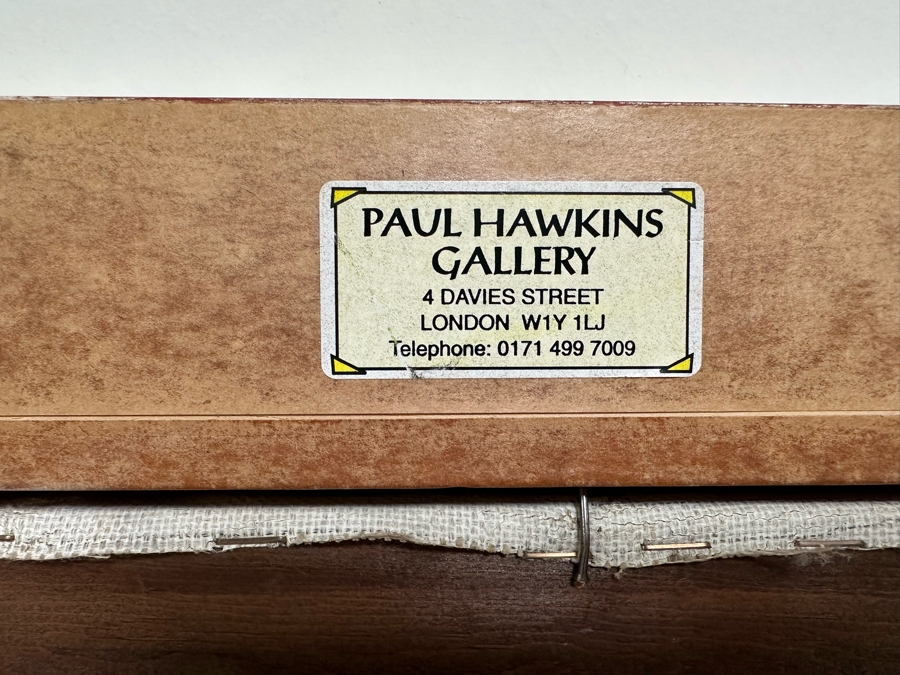 PAUL HAWKINS
GALLERY
4 DAVIES STREET
LONDON W1Y 1LJ
Telephone: 0171 499 7009